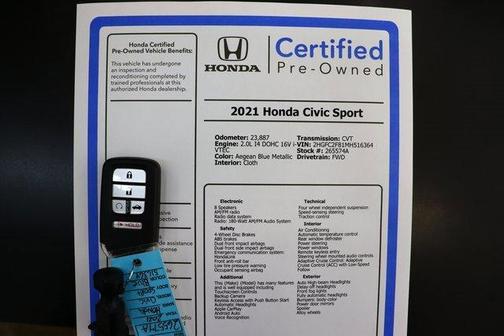 Honda Certified
Pre-Owned Vehicle Benefits:
This vehicle has undergone
an inspection and
reconditioning completed by
trained professionals at this
authorized Honda dealership.
HONDA
Certified
Pre-Owned
2021 Honda Civic Sport
Odometer: 23,887
Engine: 2.0L I4 DOHC 16V i-
VTEC
Color: Aegean Blue Metallic
Interior: Cloth
Transmission: CVT
VIN: 2HGFC2F81MH516364
Stock #: 265574A
Drivetrain: FWD
Electronic
8 Speakers
AM/FM radio
Radio data system
Radio: 180-Watt AM/FM Audio System
Safety
4-Wheel Disc Brakes
ABS brakes
Dual front impact airbags
Dual front side impact airbags
Emergency communication system:
HondaLink
Front anti-roll bar
Low tire pressure warning
Occupant sensing airbag
Additional
This (Make) (Model) has many features
and is well equipped including
Touchscreen Controls
Backup Camera
Keyless Access with Push Button Start
Automatic Headlights
Apple CarPlay
Android Auto
Voice Recognition
Technical
Four wheel independent suspension
Speed-sensing steering
Traction control
Interior
Air Conditioning
Automatic temperature control
Rear window defroster
Power steering
Power windows
Remote keyless entry
Steering wheel mounted audio controls
Adaptive Cruise Control: Adaptive
Cruise Control (ACC) with Low-Speed
Follow
Exterior
Auto High-beam Headlights
Delay-off headlights
Front fog lights
Fully automatic headlights
Bumpers: body-color
Power door mirrors
Spoiler
Alloy wheels
265574A